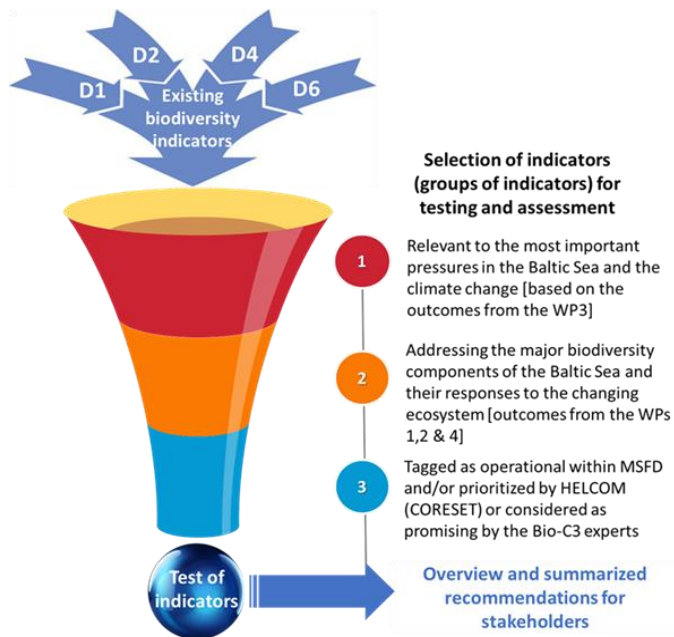 D1
D2
D4
D6
Existing
biodiversity
indicators
Selection of indicators
(groups of indicators) for
testing and assessment
1
Relevant to the most important
pressures in the Baltic Sea and the
climate change [based on the
outcomes from the WP3]
2
Addressing the major biodiversity
components of the Baltic Sea and
their responses to the changing
ecosystem [outcomes from the WPs
1,2 & 4]
3
Tagged as operational within MSFD
and/or prioritized by HELCOM
(CORESET) or considered as
promising by the Bio-C3 experts
Test of
indicators
Overview and summarized
recommendations for
stakeholders